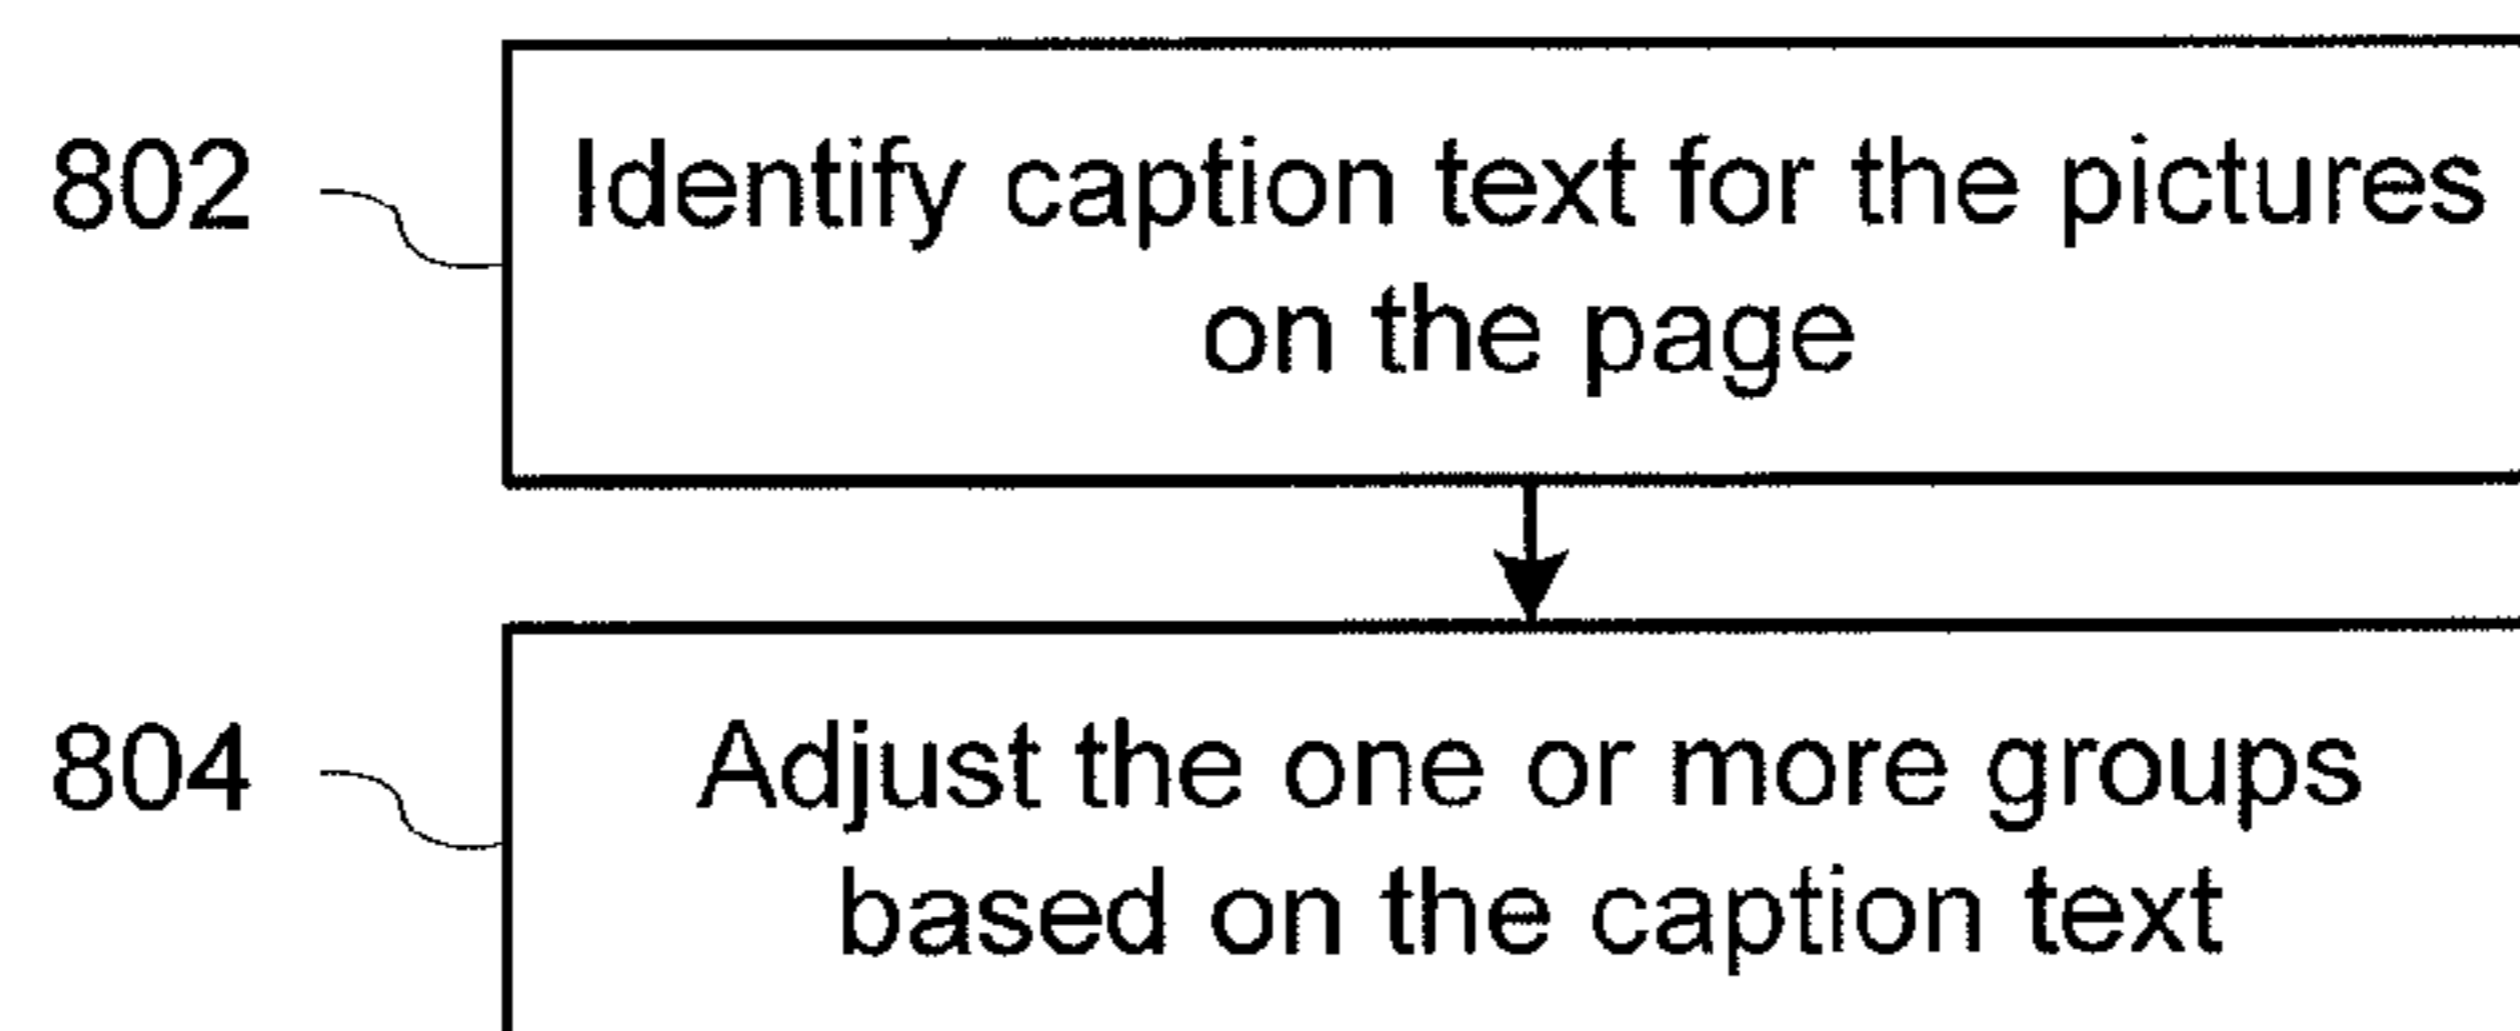 802 Identify caption text for the pictures
on the page
804 Adjust the one or more groups
based on the caption text